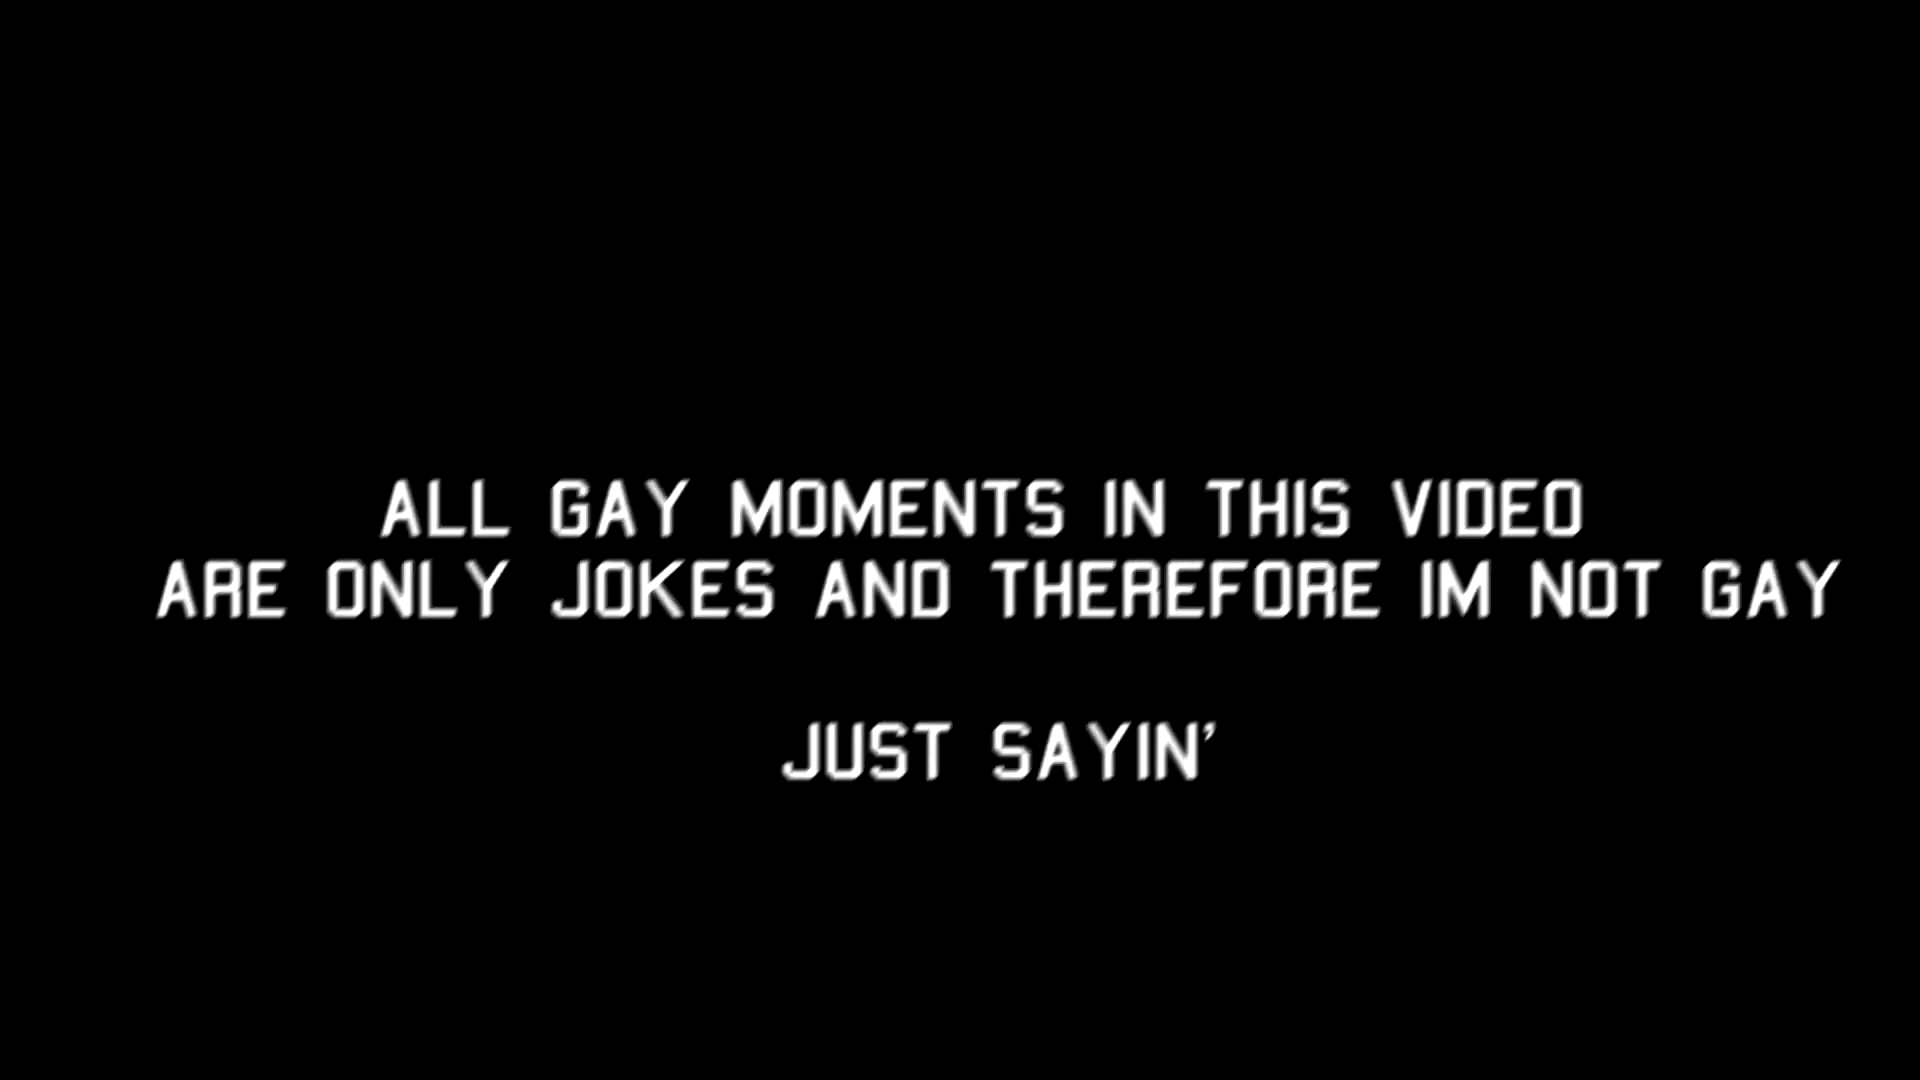 ALL GAY MOMENTS IN THIS VIDEO
ARE ONLY JOKES AND THEREFORE IM NOT GAY
JUST SAYIN'